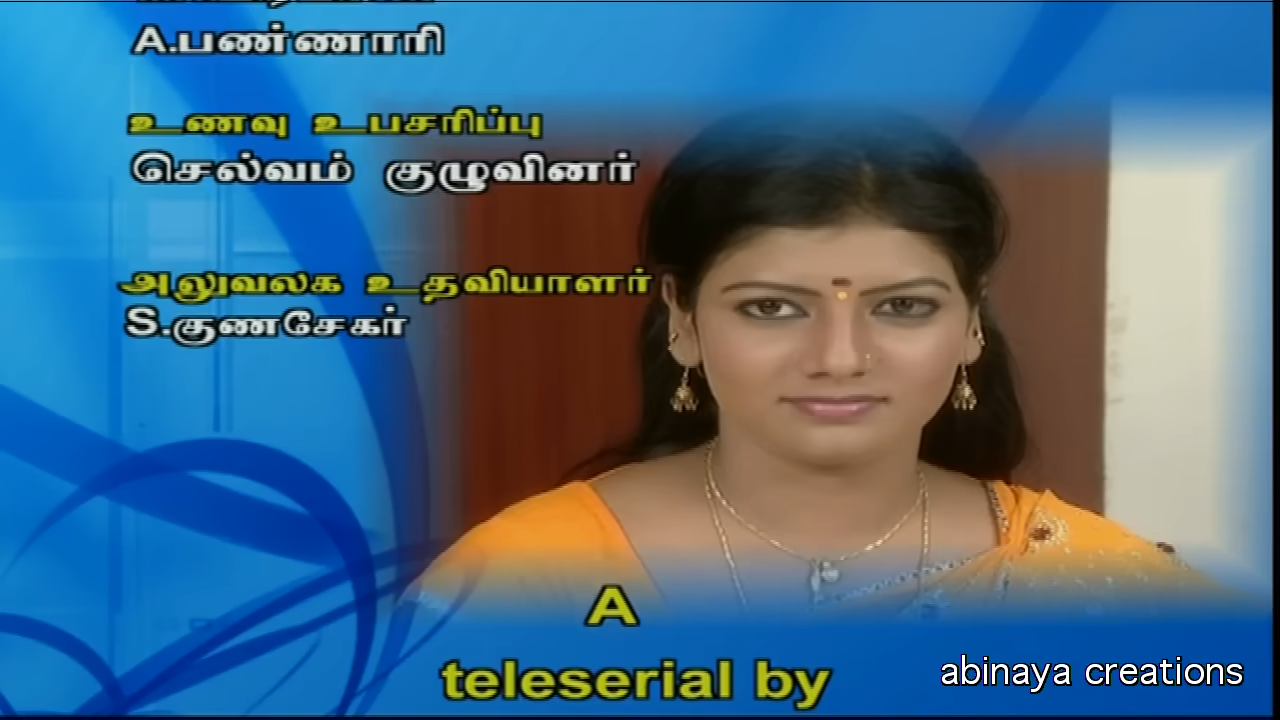 A.பண்ணாரி
உணவு உபசரிப்பு
செல்வம் குழுவினர்
அலுவலக உதவியாளர்
S.குணசேகர்
A
teleserial by
abinaya creations